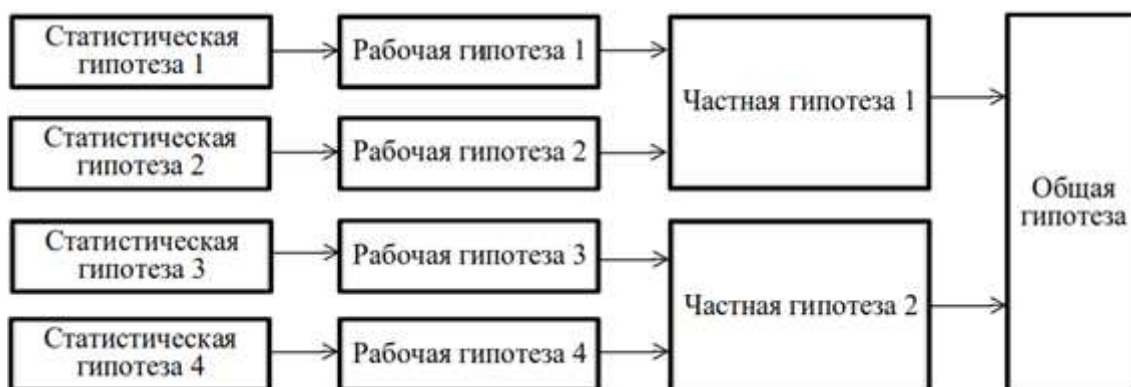 Статистическая
гипотеза 1
Рабочая гипотеза 1
Статистическая
гипотеза 2
Рабочая гипотеза 2
Частная гипотеза 1
Статистическая
гипотеза 3
Рабочая гипотеза 3
Статистическая
гипотеза 4
Рабочая гипотеза 4
Частная гипотеза 2
Общая
гипотеза